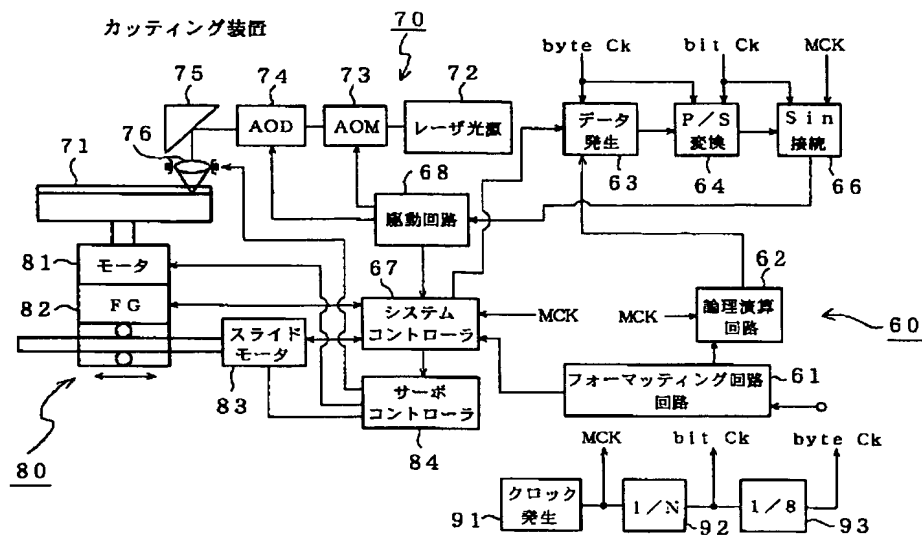 カッティング装置
70
byte Ck
bit Ck
MCK
75
74
73
72
AOD
AOM
レーザ光源
データ
発生
P/S
変換
Sin
接続
76
63
64
66
71
68
駆動回路
81
モータ
67
62
82
FG
システム
コントローラ
MCK
MCK
論理演算
回路
60
スライド
モータ
83
フォーマッティング回路
回路
61
サーボ
コントローラ
84
80
MCK
bit Ck
byte Ck
91
クロック
発生
1/N
92
1/8
93